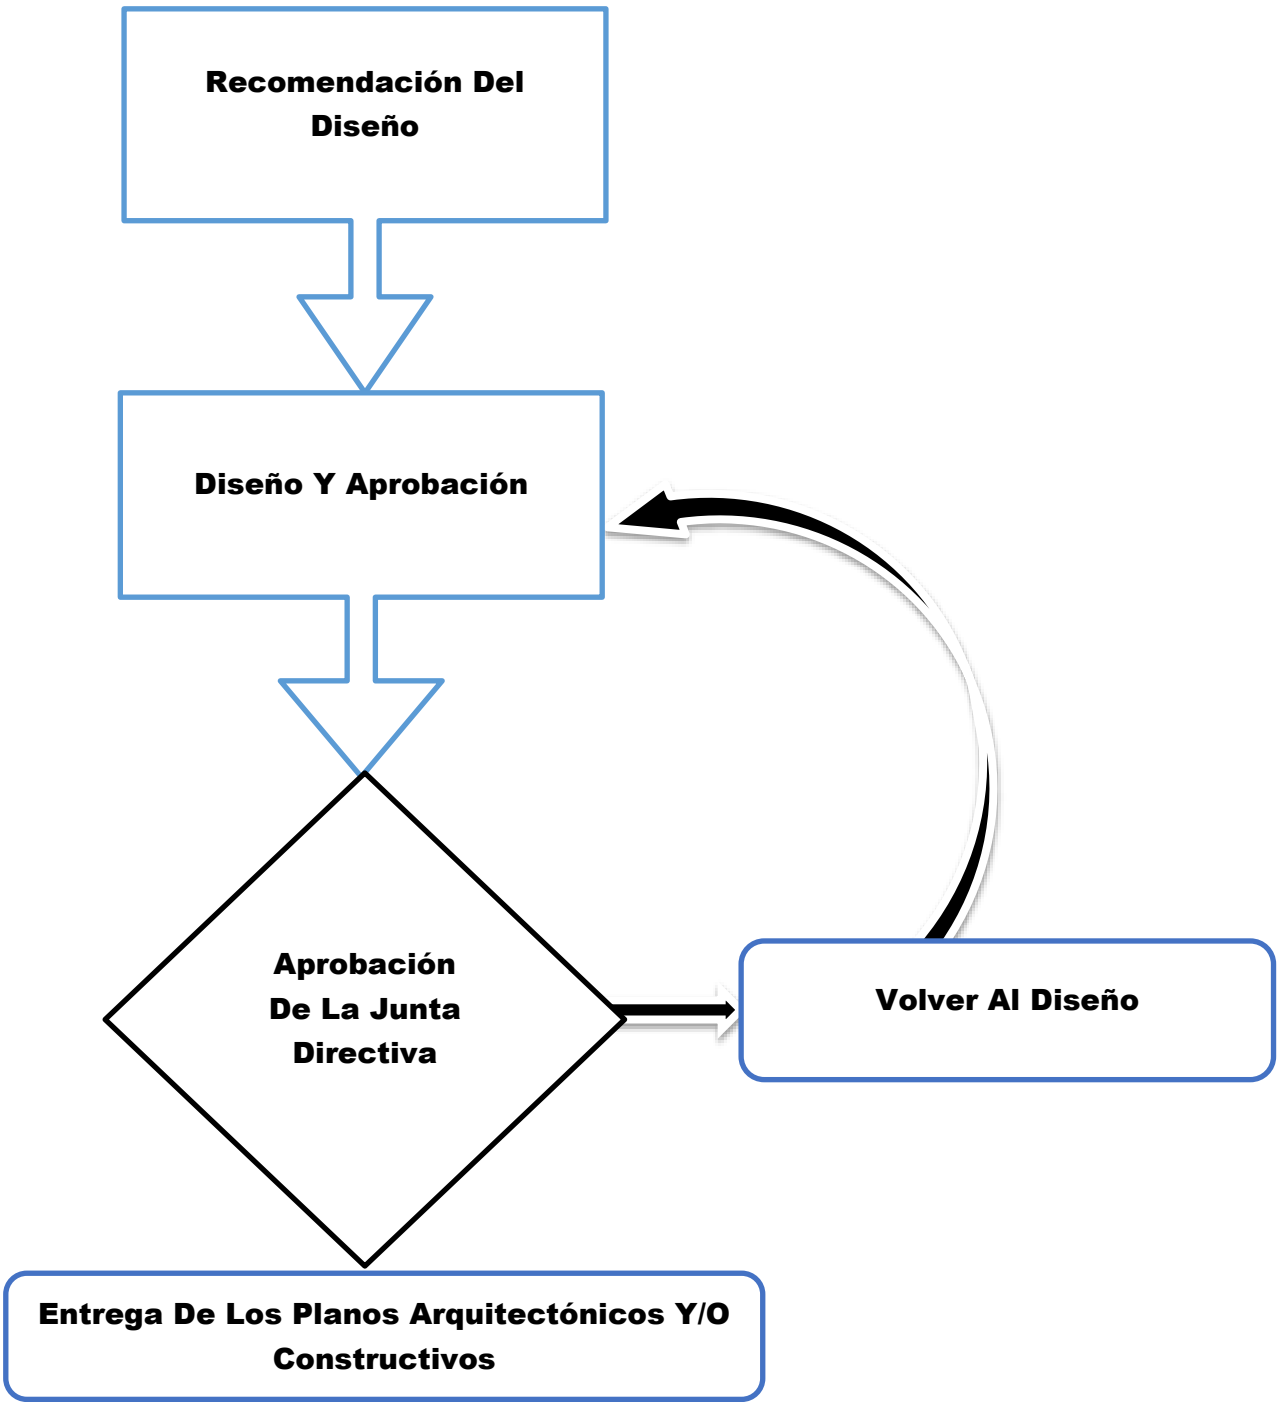 Recomendación Del
Diseño
Diseño Y Aprobación
Aprobación
De La Junta
Directiva
Volver Al Diseño
Entrega De Los Planos Arquitectónicos Y/O
Constructivos